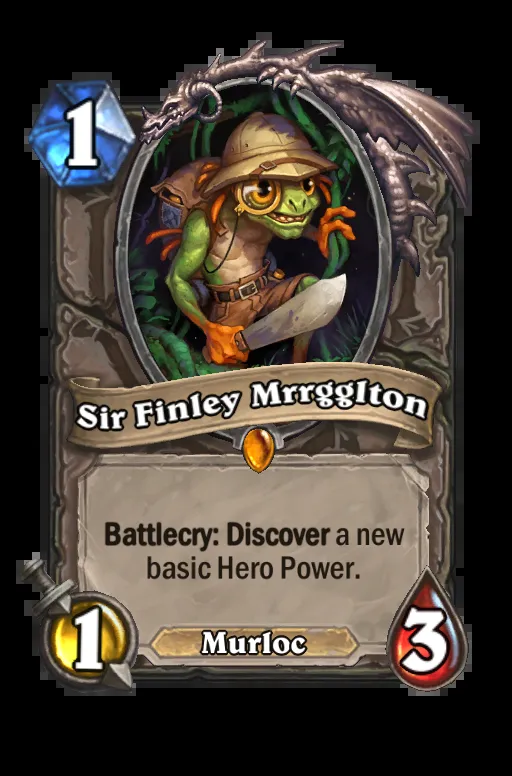 1
Sir Finley Mrrgglton
Battlecry: Discover a new
basic Hero Power.
1
Murloc
3